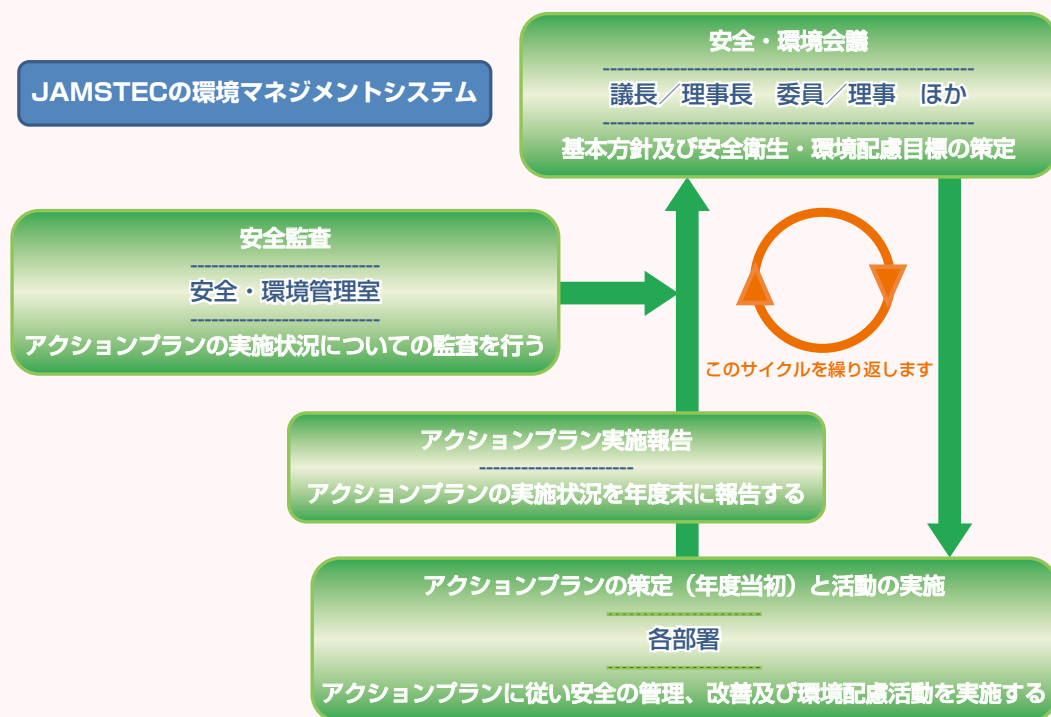 JAMSTECの環境マネジメントシステム
安全・環境会議
議長／理事長　委員／理事　ほか
基本方針及び安全衛生・環境配慮目標の策定
安全監査
安全・環境管理室
アクションプランの実施状況についての監査を行う
このサイクルを繰り返します
アクションプラン実施報告
アクションプランの実施状況を年度末に報告する
アクションプランの策定（年度当初）と活動の実施
各部署
アクションプランに従い安全の管理、改善及び環境配慮活動を実施する